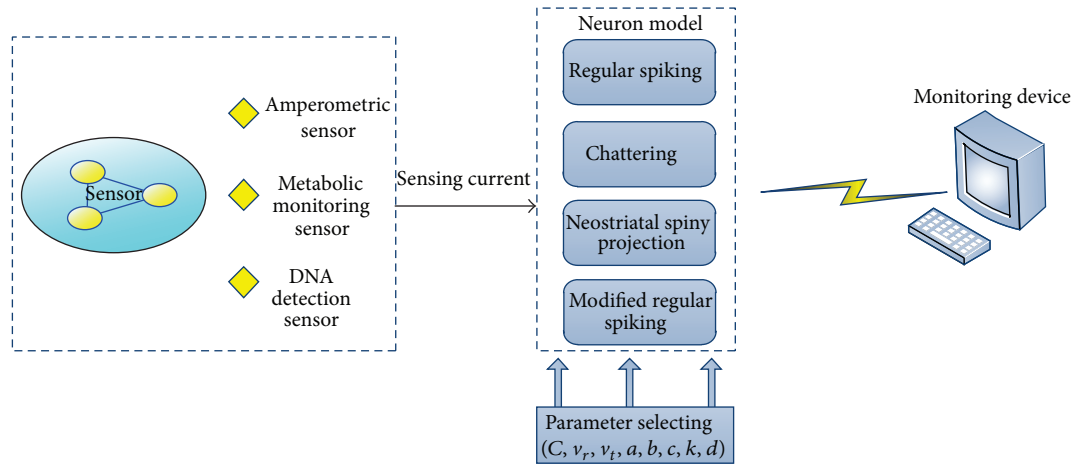 Sensor
Amperometric
sensor
Metabolic
monitoring
sensor
DNA
detection
sensor
Sensing current
Neuron model
Regular spiking
Chattering
Neostriatal spiny
projection
Modified regular
spiking
Parameter selecting
(C, v_r, v_t, a, b, c, k, d)
Monitoring device